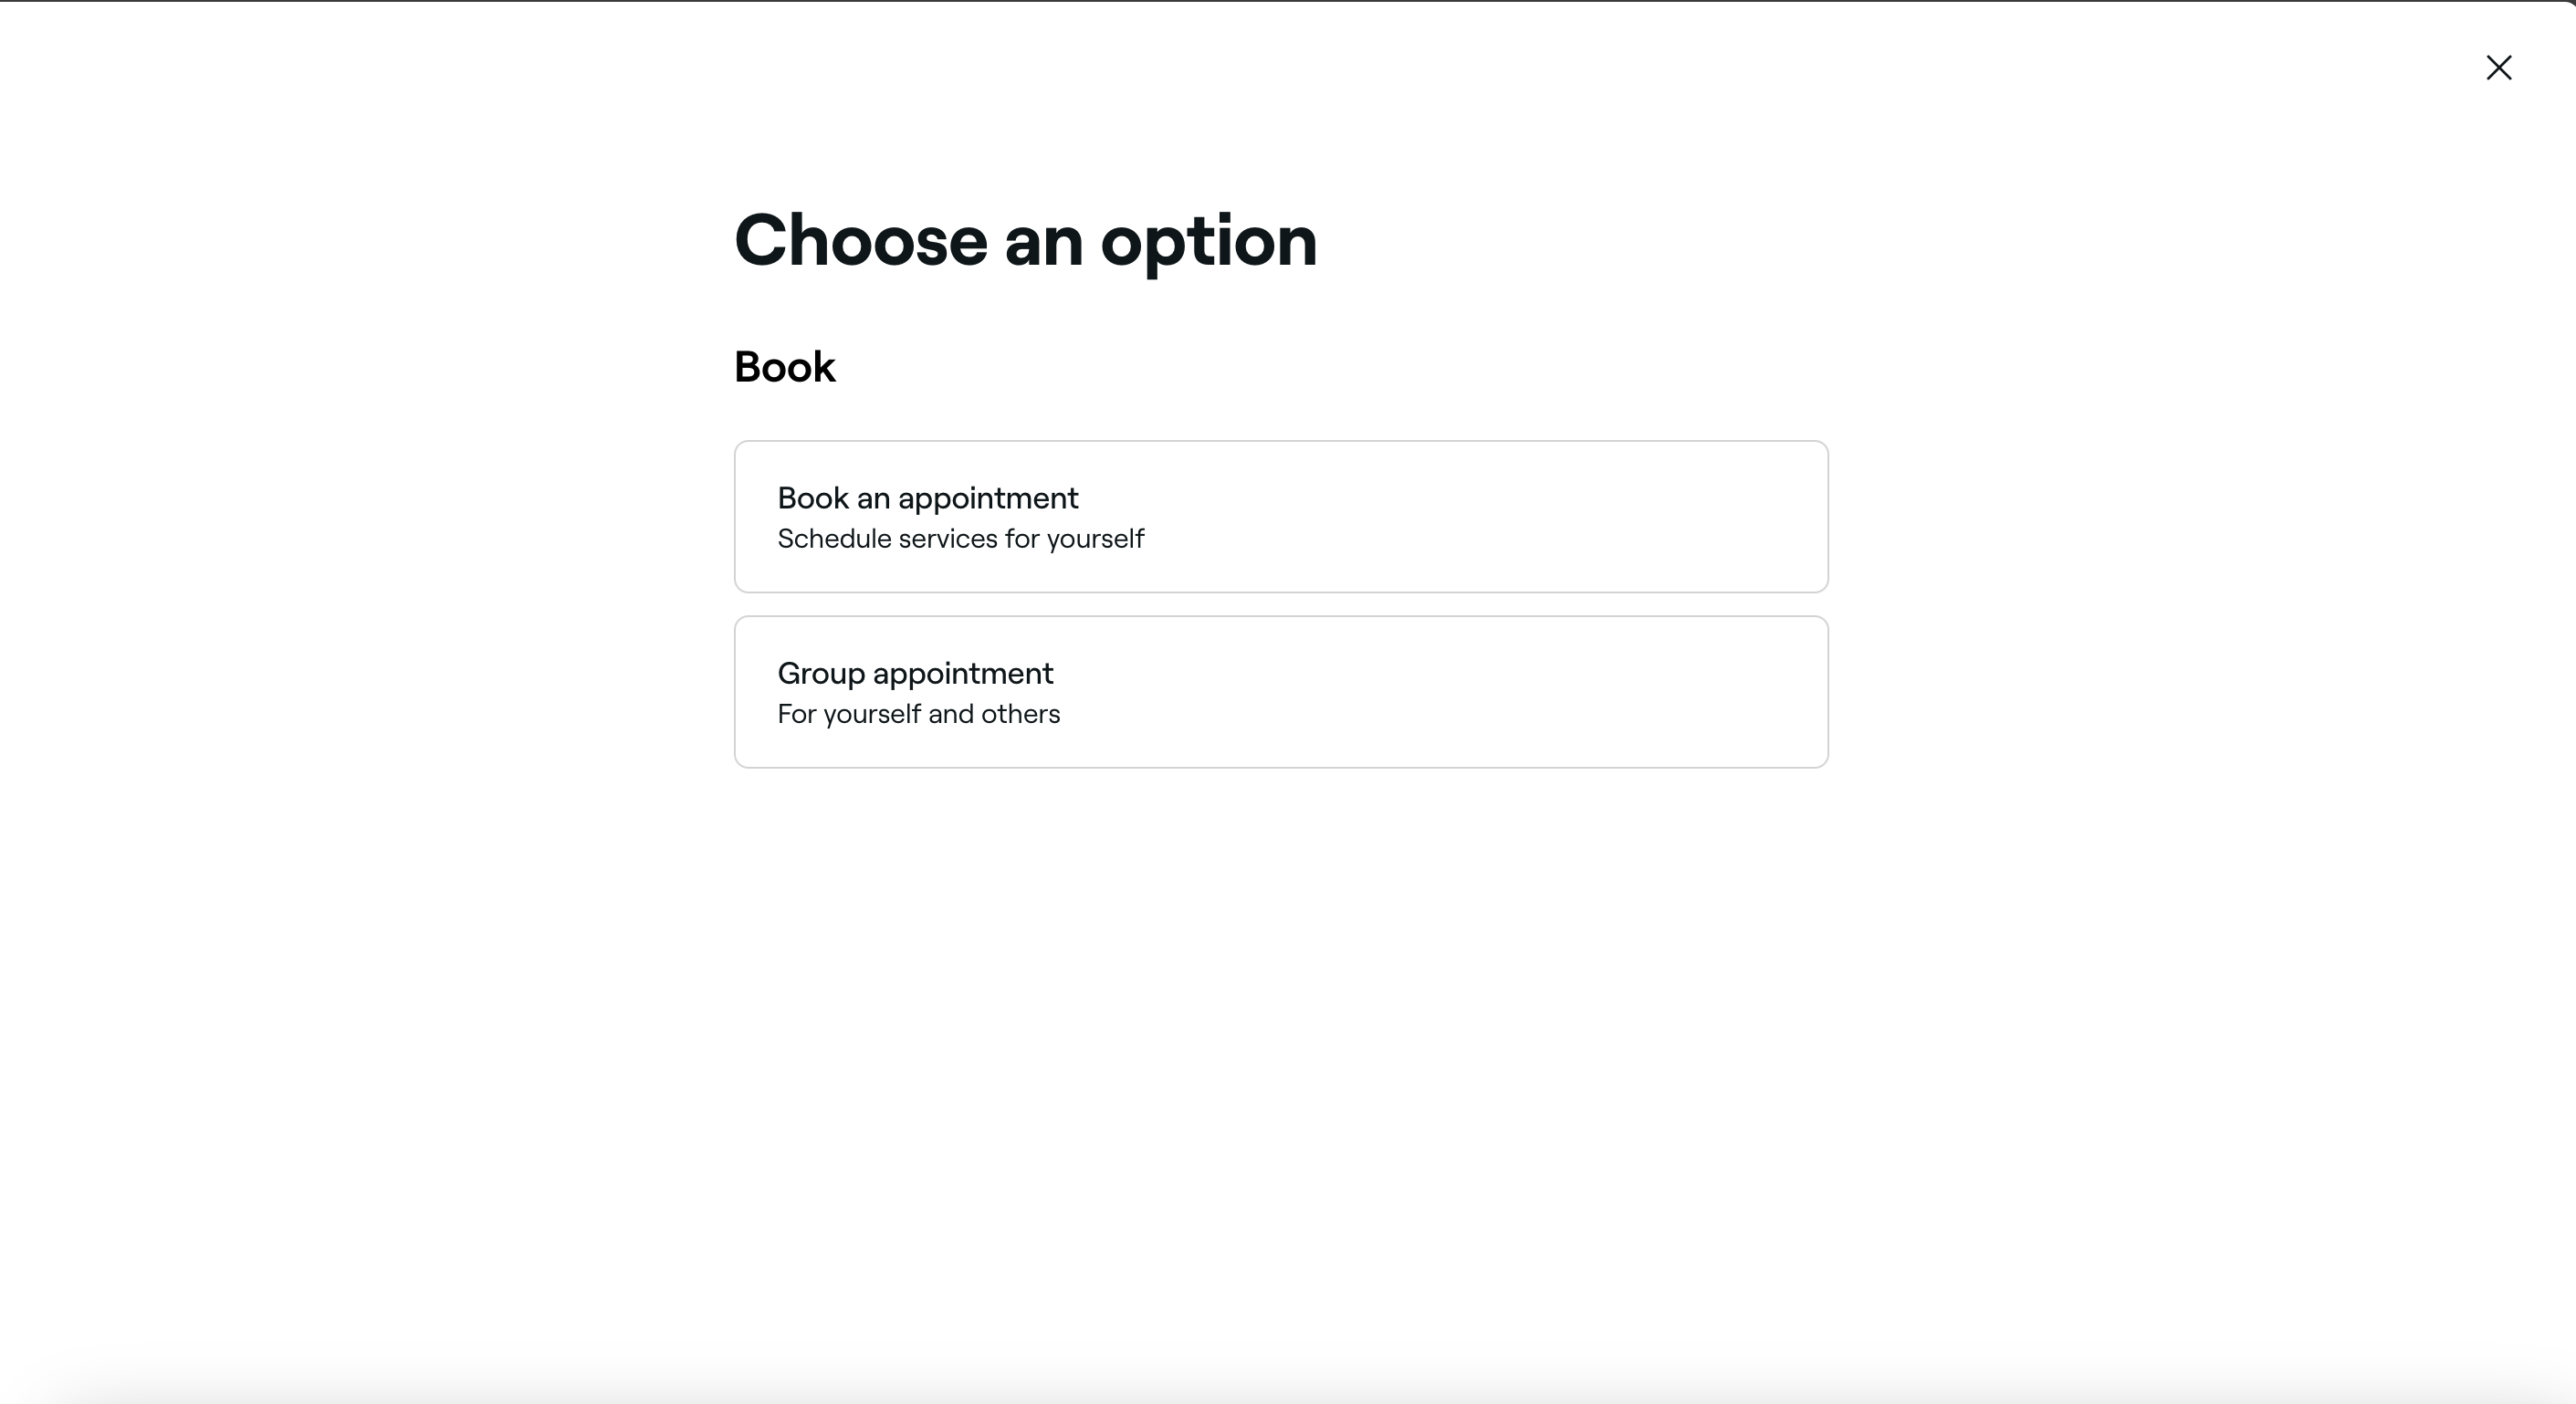 Choose an option
Book
Book an appointment
Schedule services for yourself
Group appointment
For yourself and others